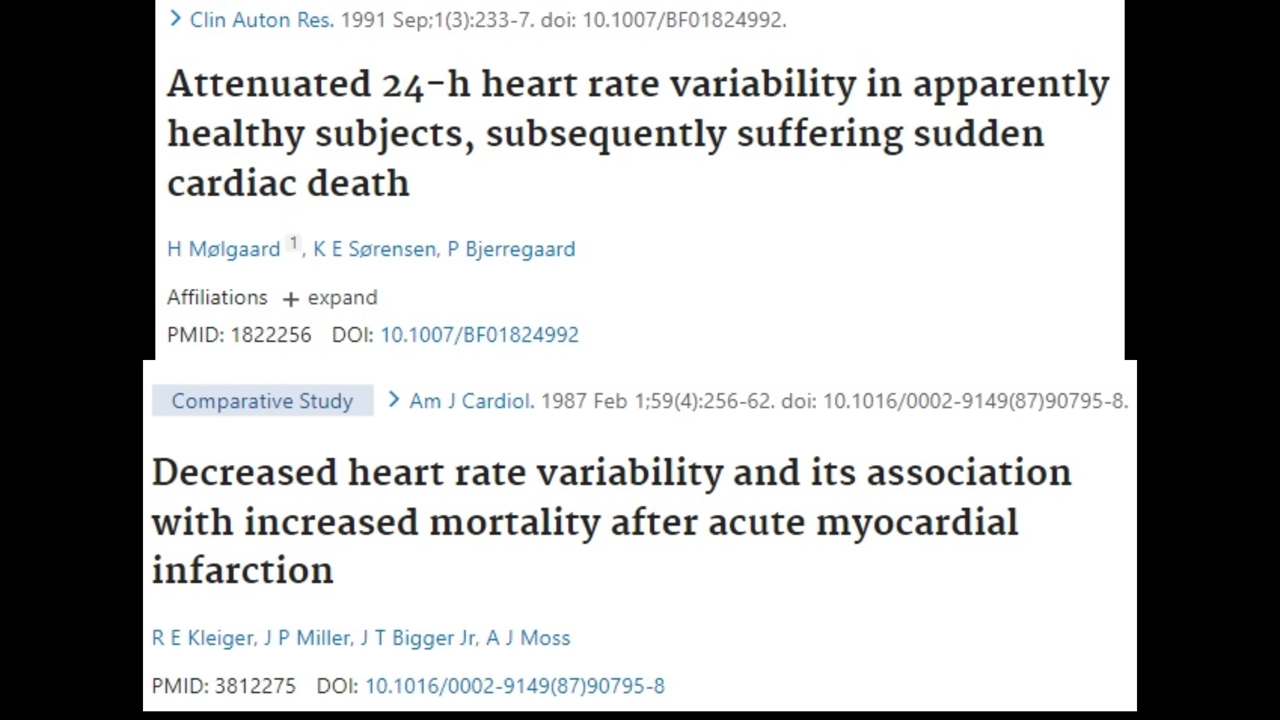 Clin Auton Res. 1991 Sep;1(3):233-7. doi: 10.1007/BF01824992.
Attenuated 24-h heart rate variability in apparently
healthy subjects, subsequently suffering sudden
cardiac death
H Mølgaard 1, K E Sørensen, P Bjerregaard
Affiliations + expand
PMID: 1822256 DOI: 10.1007/BF01824992
Comparative Study > Am J Cardiol. 1987 Feb 1;59(4):256-62. doi: 10.1016/0002-9149(87)90795-8.
Decreased heart rate variability and its association
with increased mortality after acute myocardial
infarction
R E Kleiger, J P Miller, J T Bigger Jr, A J Moss
PMID: 3812275 DOI: 10.1016/0002-9149(87)90795-8